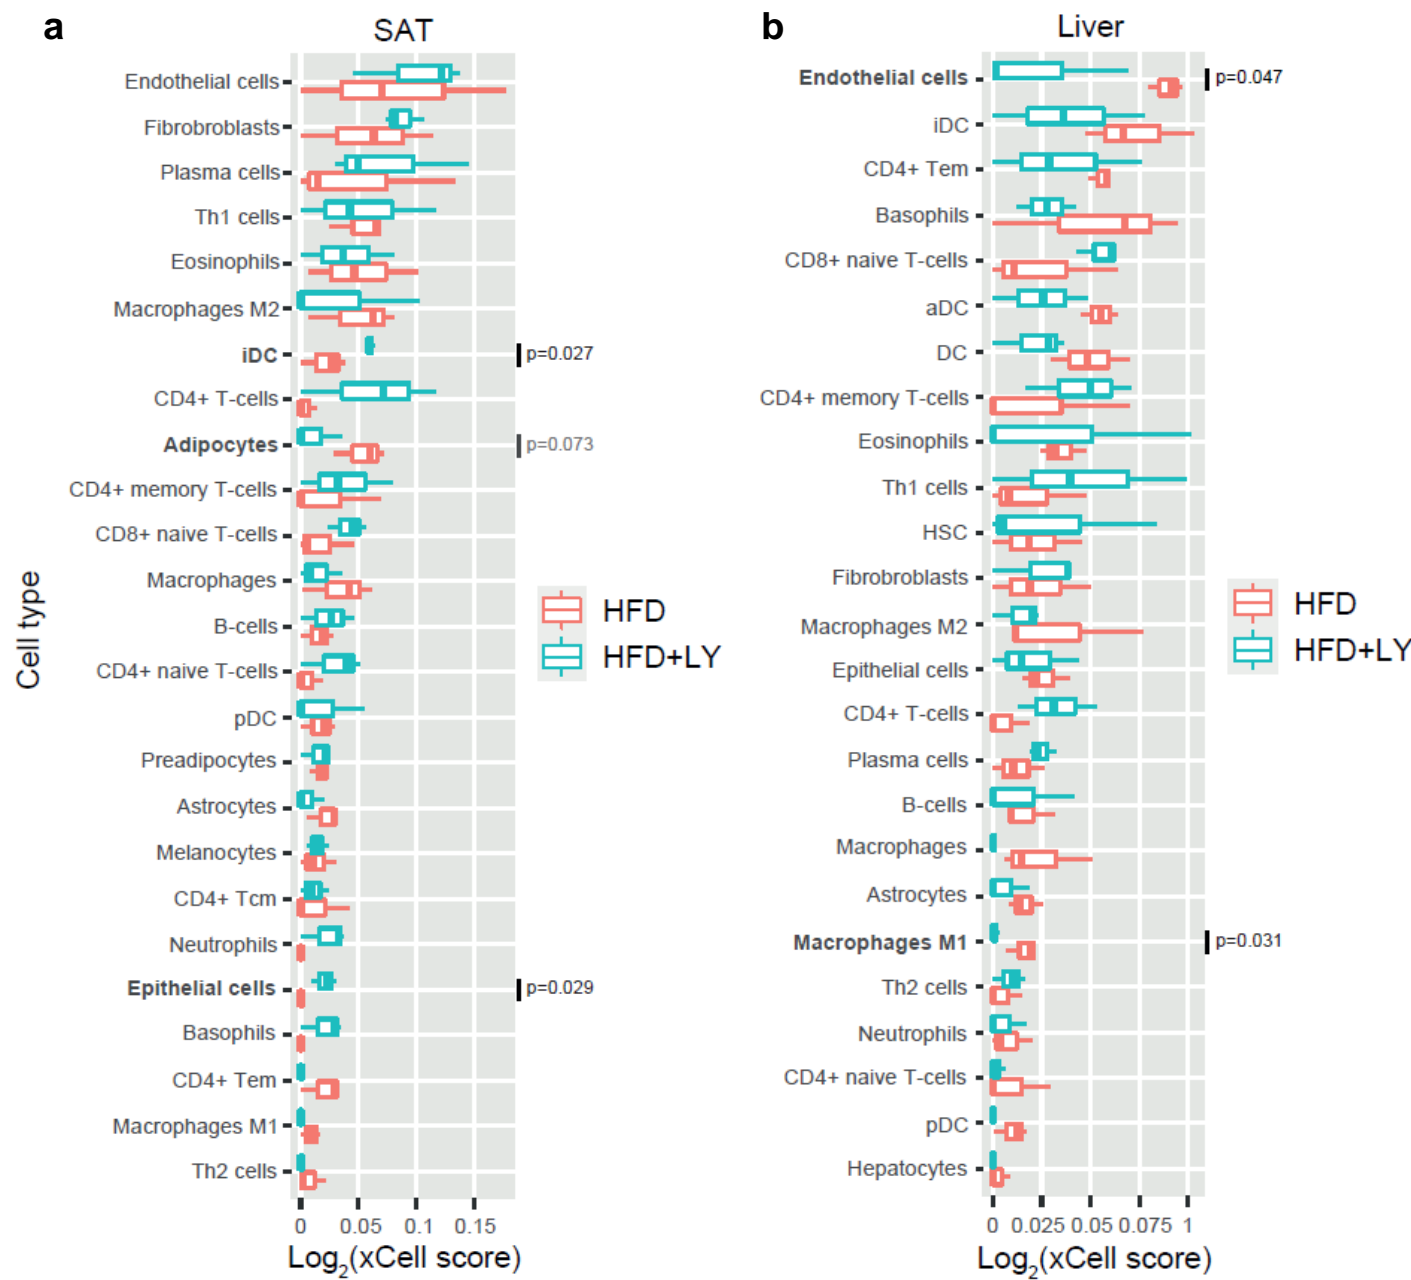 a
SAT
Endothelial cells
Fibrobroblasts
Plasma cells
Th1 cells
Eosinophils
Macrophages M2
iDC
p=0.027
CD4+ T-cells
Adipocytes
p=0.073
CD4+ memory T-cells
CD8+ naive T-cells
Macrophages
B-cells
CD4+ naive T-cells
pDC
Preadipocytes
Astrocytes
Melanocytes
CD4+ Tcm
Neutrophils
Epithelial cells
p=0.029
Basophils
CD4+ Tem
Macrophages M1
Th2 cells
Cell type
0 0.05 0.1 0.15
Log2(xCell score)
HFD
HFD+LY
b
Liver
Endothelial cells
p=0.047
iDC
CD4+ Tem
Basophils
CD8+ naive T-cells
aDC
DC
CD4+ memory T-cells
Eosinophils
Th1 cells
HSC
Fibrobroblasts
Macrophages M2
Epithelial cells
CD4+ T-cells
Plasma cells
B-cells
Macrophages
Astrocytes
Macrophages M1
p=0.031
Th2 cells
Neutrophils
CD4+ naive T-cells
pDC
Hepatocytes
0 0.025 0.05 0.075 1
Log2(xCell score)
HFD
HFD+LY